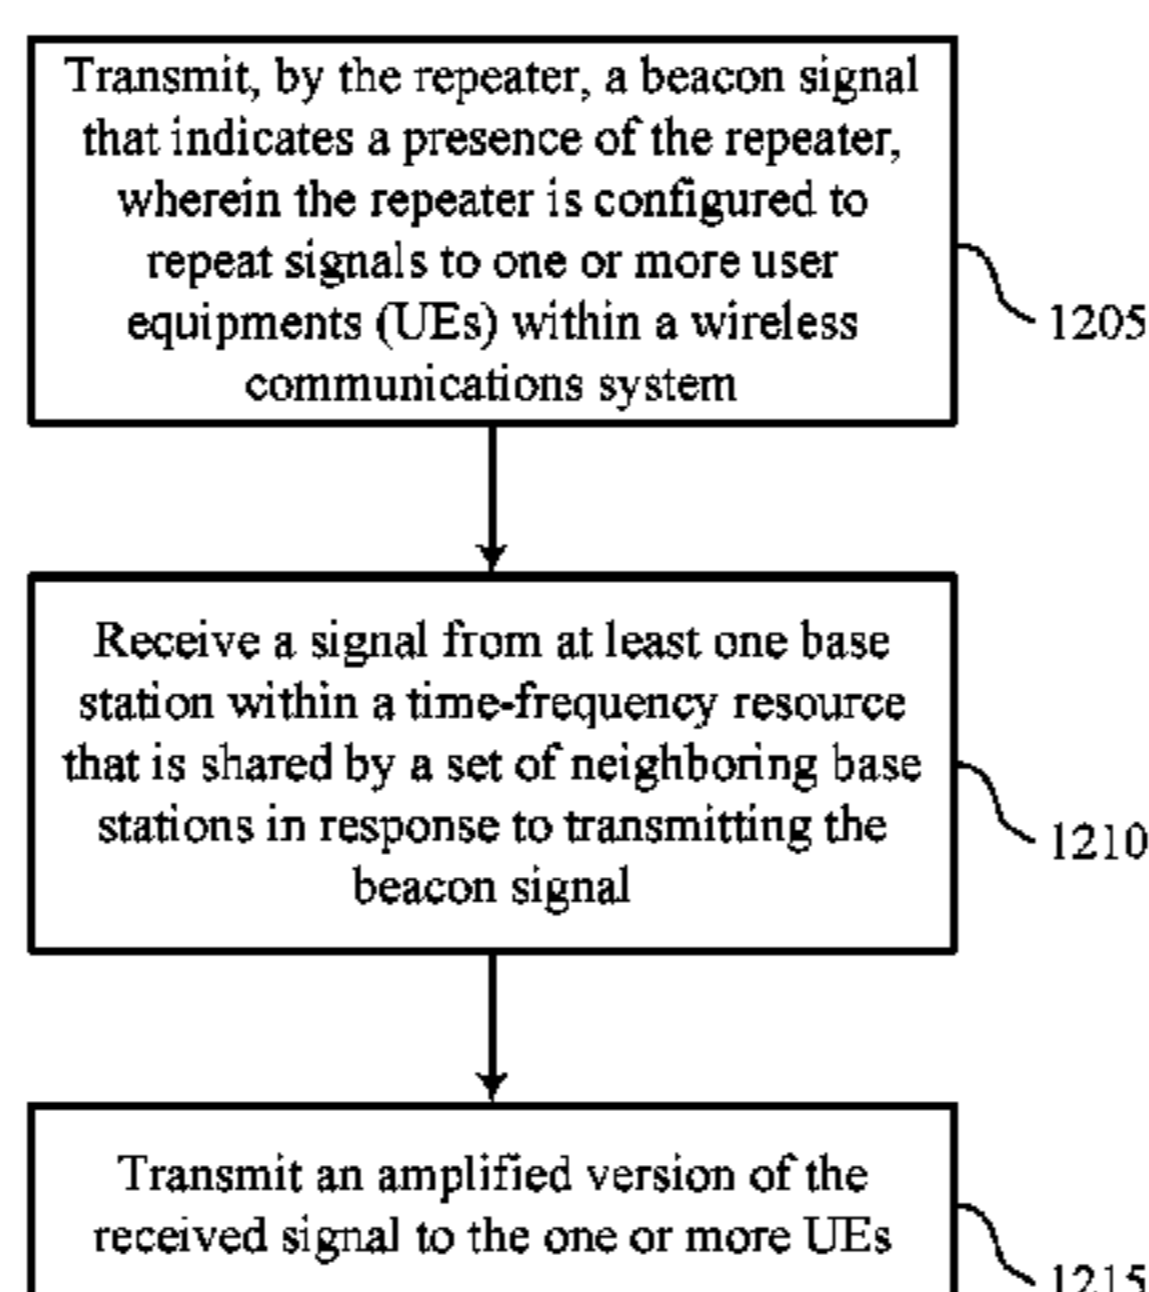 Transmit, by the repeater, a beacon signal
that indicates a presence of the repeater,
wherein the repeater is configured to
repeat signals to one or more user
equipments (UEs) within a wireless
communications system
1205
Receive a signal from at least one base
station within a time-frequency resource
that is shared by a set of neighboring base
stations in response to transmitting the
beacon signal
1210
Transmit an amplified version of the
received signal to the one or more UEs
1215